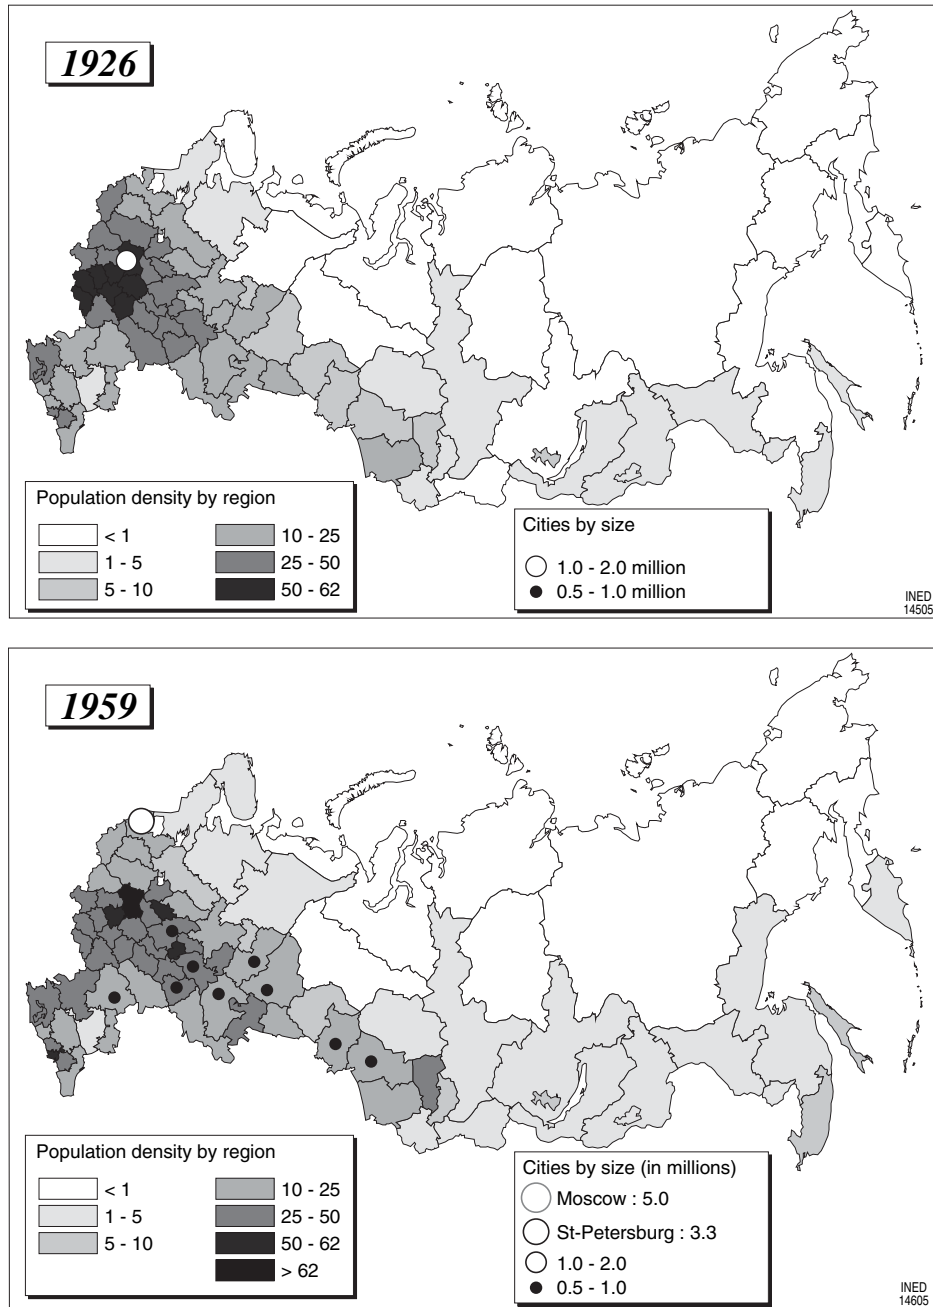 1926
Population density by region
< 1
10 - 25
1 - 5
25 - 50
5 - 10
50 - 62
Cities by size
1.0 - 2.0 million
0.5 - 1.0 million
INED
14505
1959
Population density by region
< 1
10 - 25
1 - 5
25 - 50
5 - 10
50 - 62
> 62
Cities by size (in millions)
Moscow : 5.0
St-Petersburg : 3.3
1.0 - 2.0
0.5 - 1.0
INED
14605